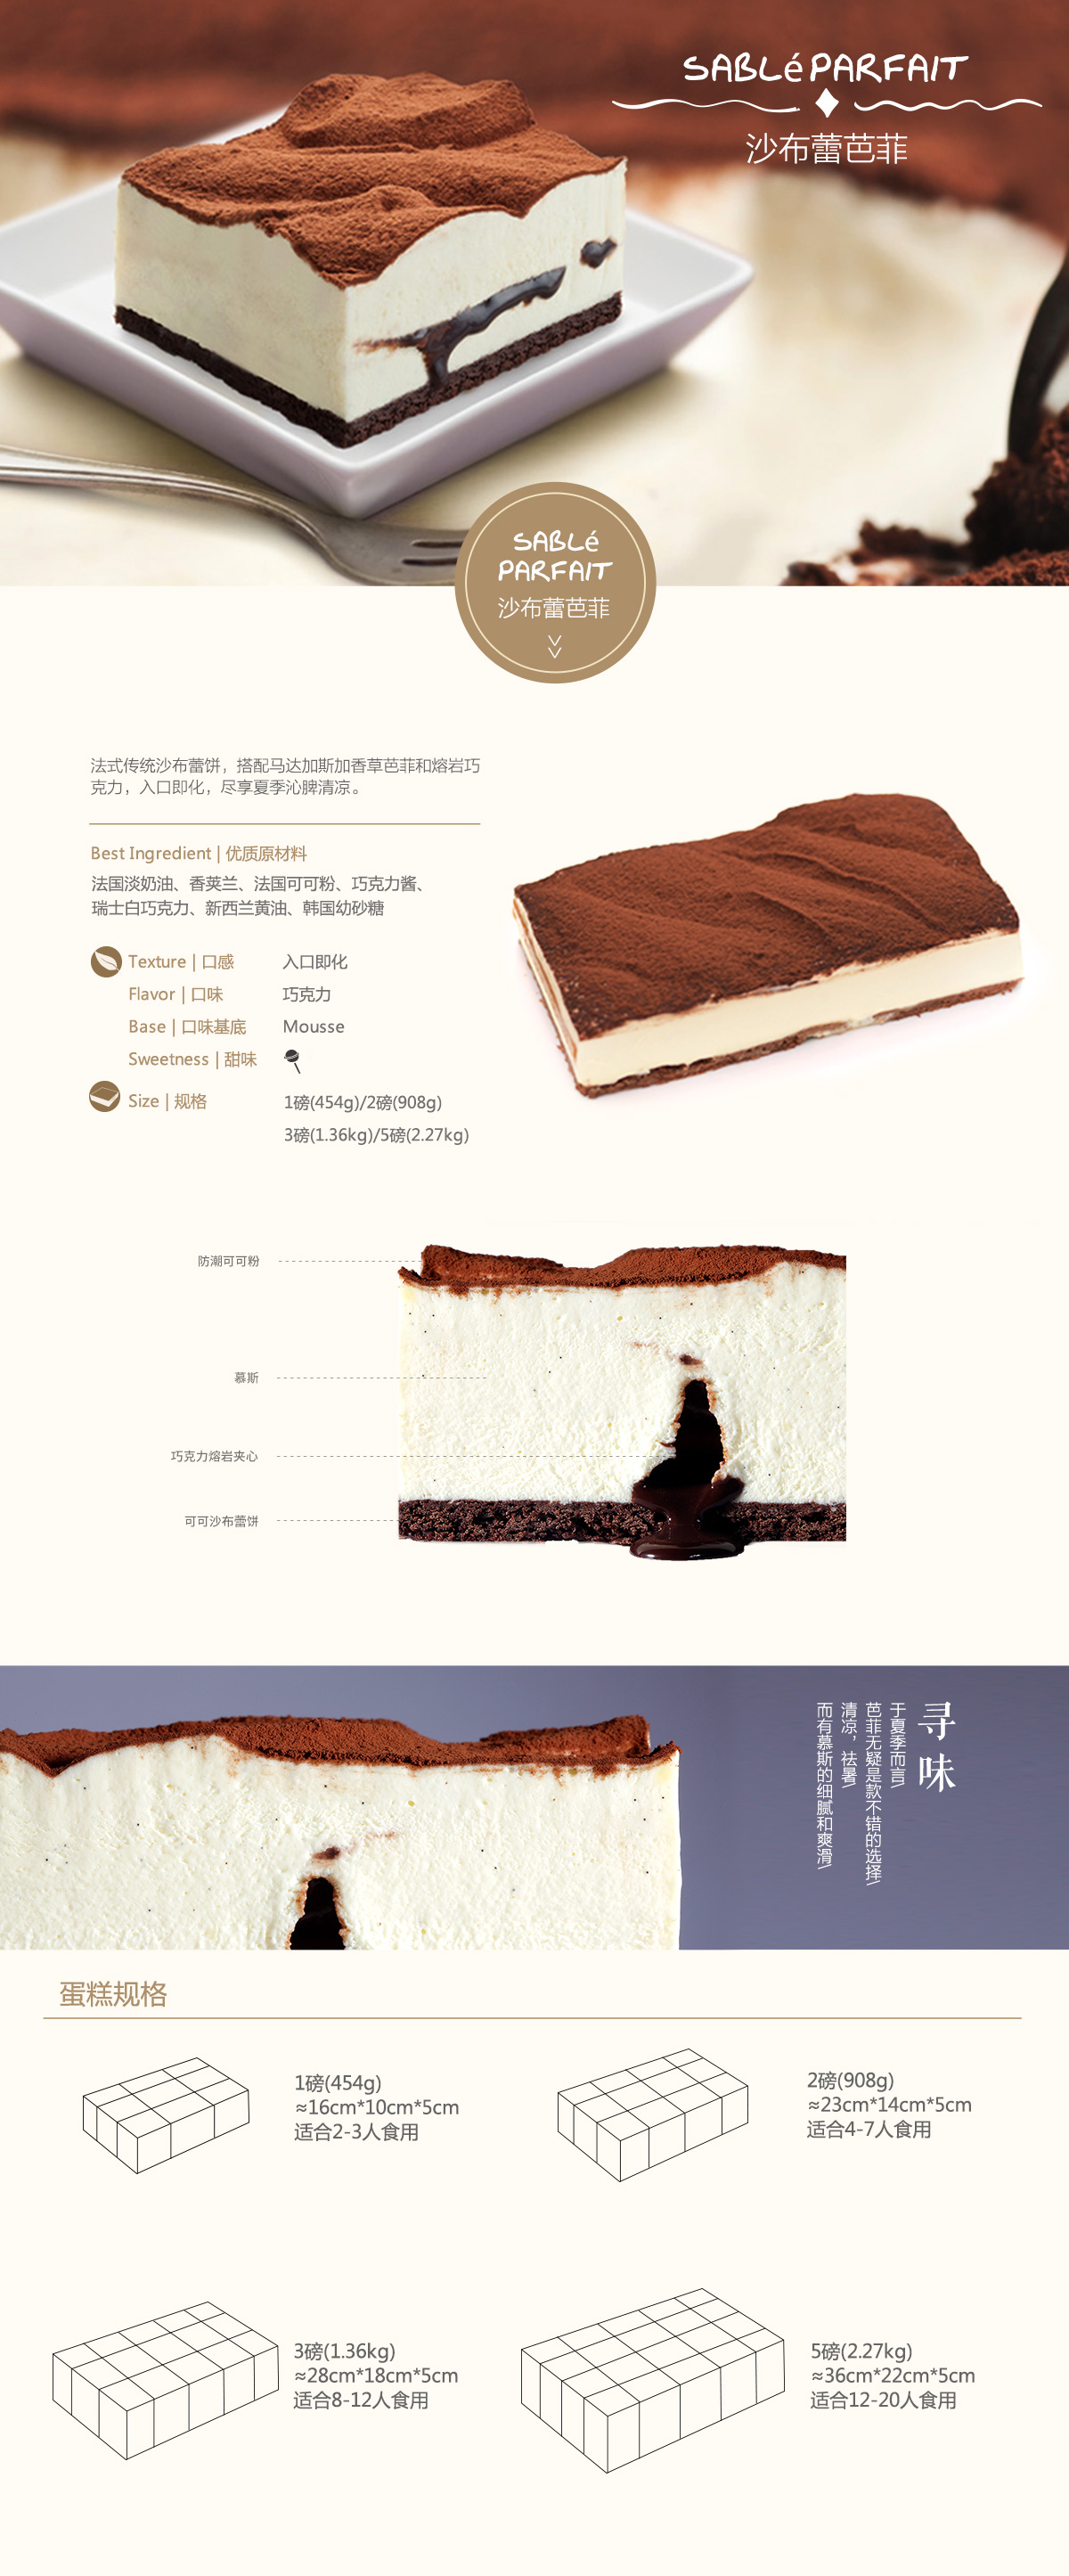 SABLé PARFAIT
沙布蕾芭菲
SABLé
PARFAIT
沙布蕾芭菲
法式传统沙布蕾饼，搭配马达加斯加香草芭菲和熔岩巧
克力，入口即化，尽享夏季沁脾清凉。
Best Ingredient | 优质原材料
法国淡奶油、香荚兰、法国可可粉、巧克力酱、
瑞士白巧克力、新西兰黄油、韩国幼砂糖
Texture | 口感 入口即化
Flavor | 口味 巧克力
Base | 口味基底 Mousse
Sweetness | 甜味
Size | 规格 1磅(454g)/2磅(908g)
3磅(1.36kg)/5磅(2.27kg)
防潮可可粉
慕斯
巧克力熔岩夹心
可可沙布蕾饼
寻味
于夏季而言/
芭菲无疑是款不错的选择/
清凉，祛暑/
而有慕斯的细腻和爽滑/
蛋糕规格
1磅(454g)
≈16cm*10cm*5cm
适合2-3人食用
2磅(908g)
≈23cm*14cm*5cm
适合4-7人食用
3磅(1.36kg)
≈28cm*18cm*5cm
适合8-12人食用
5磅(2.27kg)
≈36cm*22cm*5cm
适合12-20人食用